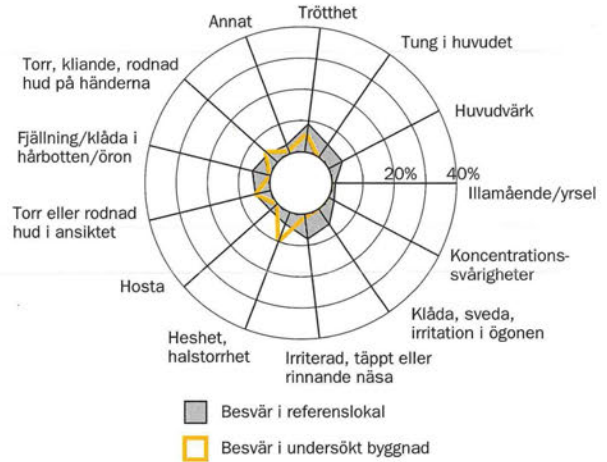 Trötthet
Tung i huvudet
Huvudvärk
20%
40%
Illamående/yrsel
Koncentrations-
svårigheter
Klåda, sveda,
irritation i ögonen
Irriterad, täppt eller
rinnande näsa
Heshet,
halstorrhet
Hosta
Torr eller rodnad
hud i ansiktet
Fjällning/klåda i
hårbotten/öron
Torr, kliande, rodnad
hud på händerna
Annat
Besvär i referenslokal
Besvär i undersökt byggnad